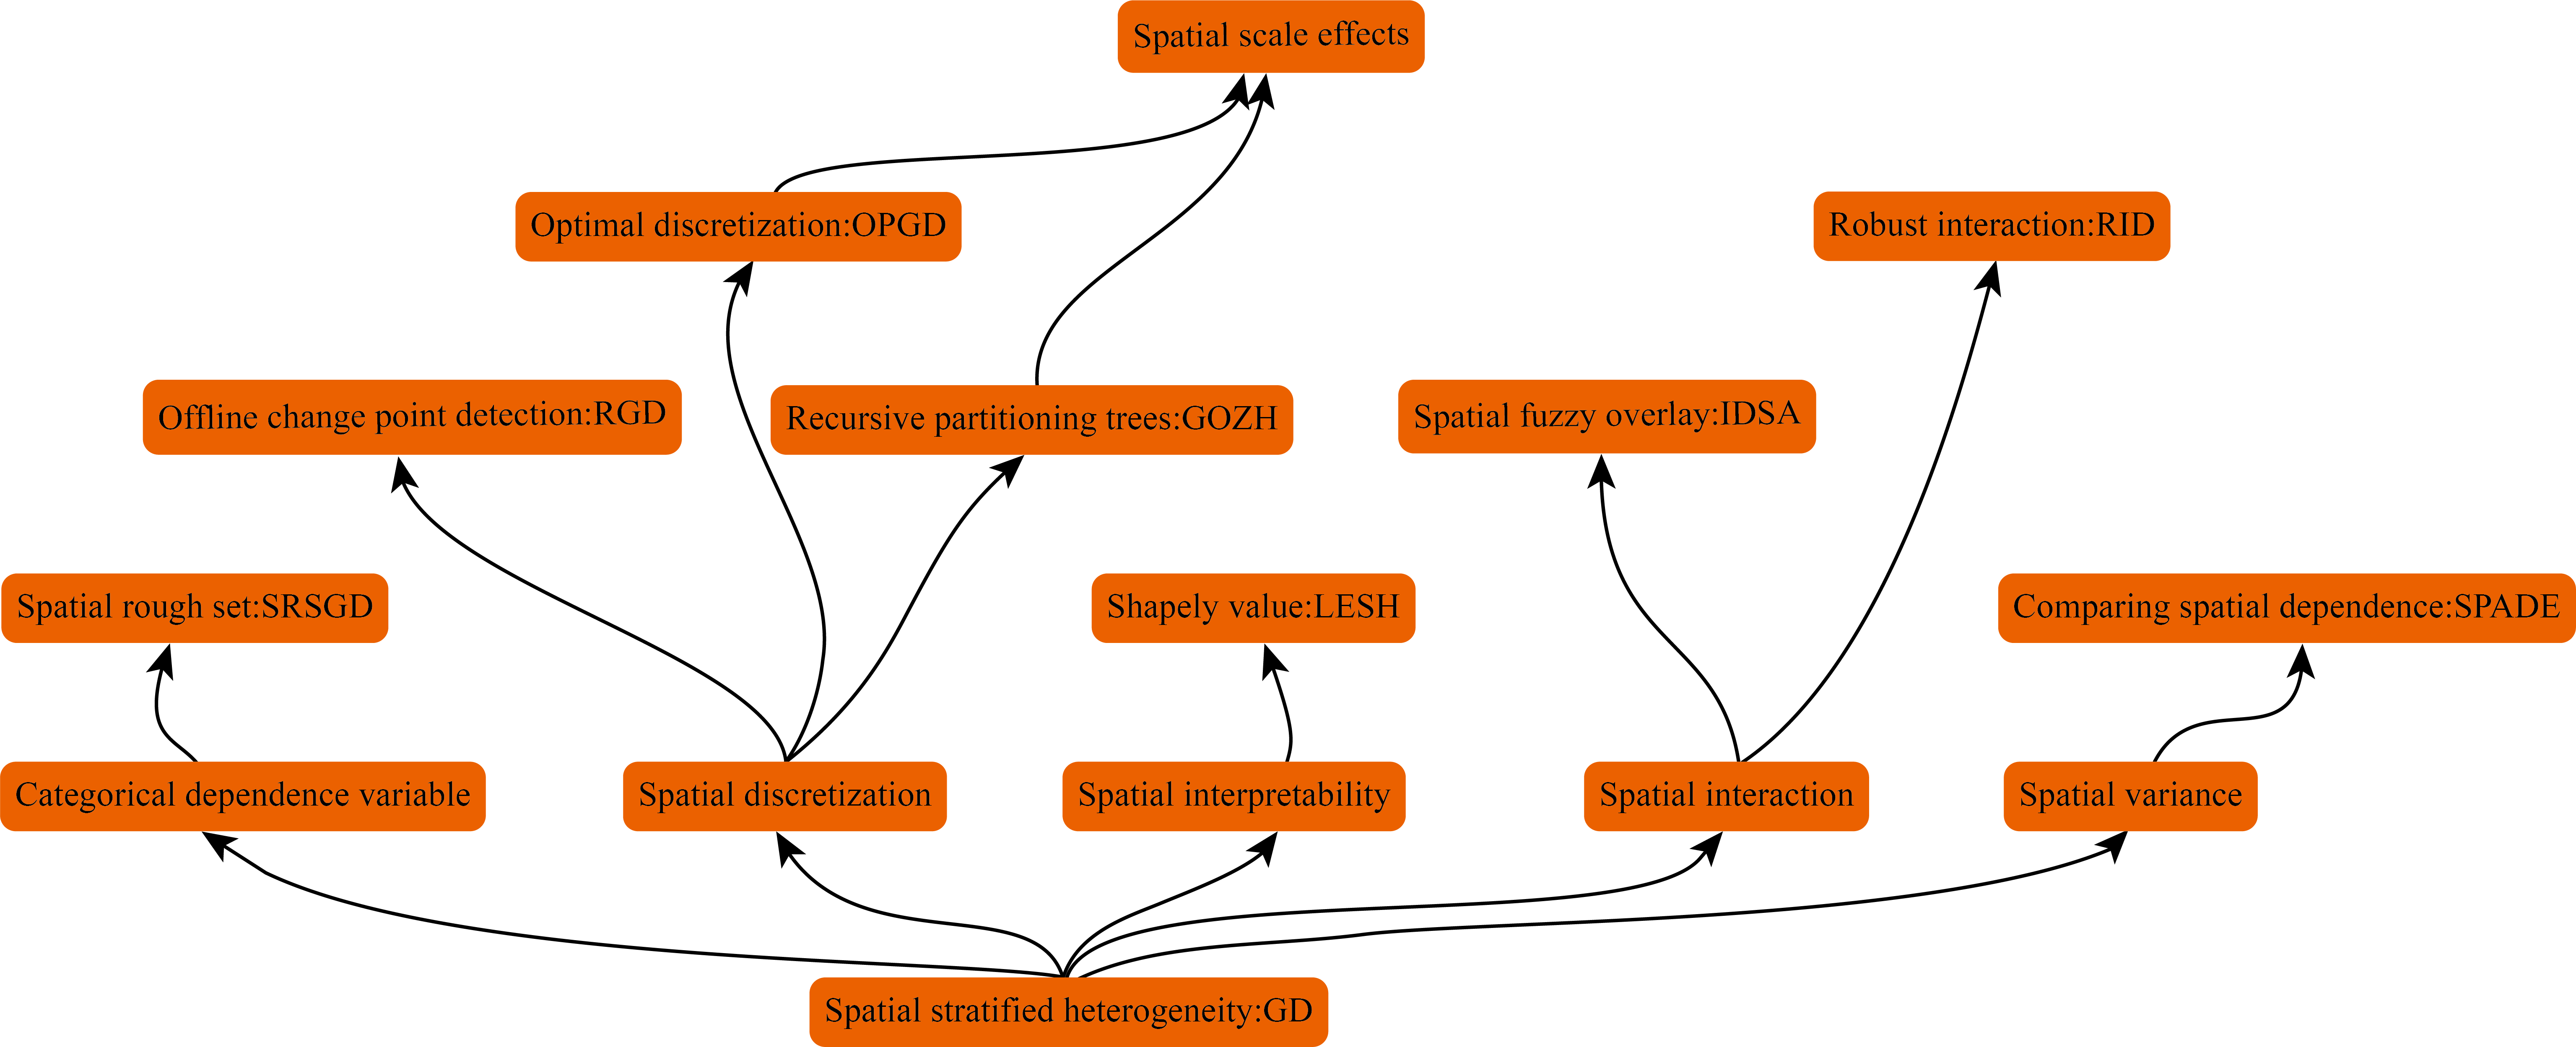 Spatial scale effects
Optimal discretization:OPGD
Robust interaction:RID
Offline change point detection:RGD
Recursive partitioning trees:GOZH
Spatial fuzzy overlay:IDSA
Spatial rough set:SRSGD
Shapely value:LESH
Comparing spatial dependence:SPADE
Categorical dependence variable
Spatial discretization
Spatial interpretability
Spatial interaction
Spatial variance
Spatial stratified heterogeneity:GD